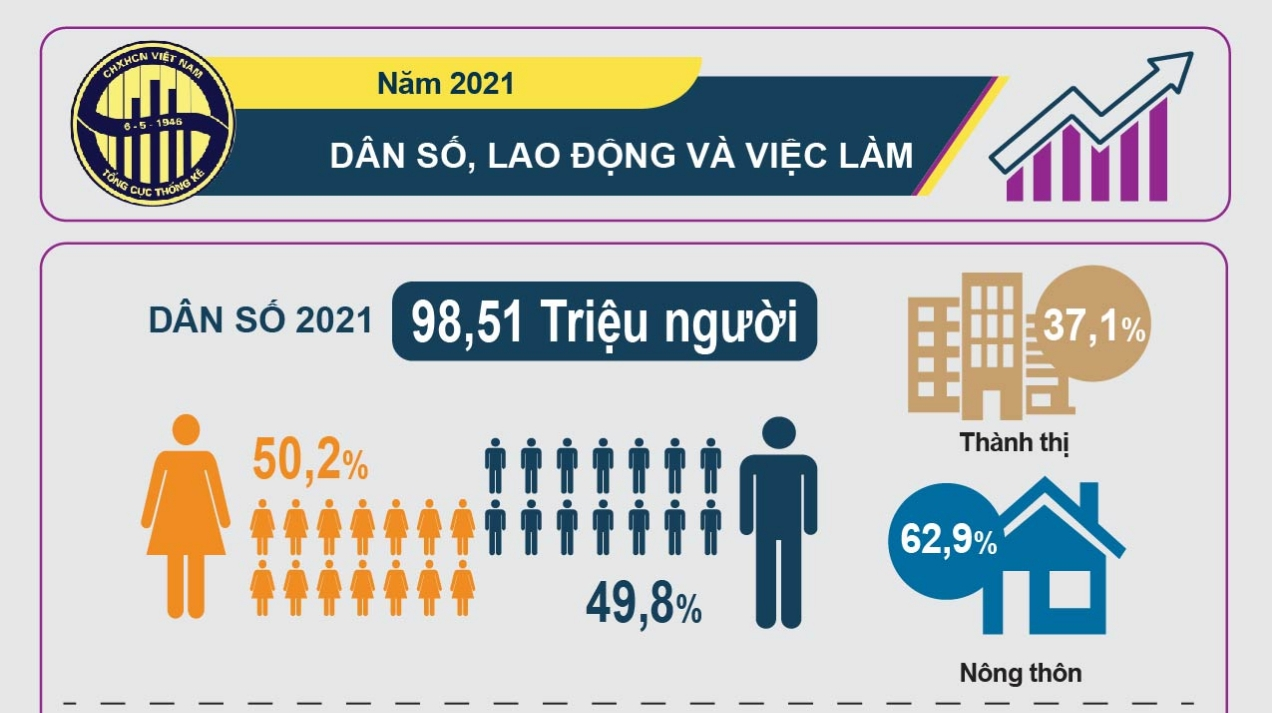 CHXHCN VIỆT NAM
6 - 5 - 1946
TỔNG CỤC THỐNG KÊ
Năm 2021
DÂN SỐ, LAO ĐỘNG VÀ VIỆC LÀM
DÂN SỐ 2021
98,51 Triệu người
37,1%
Thành thị
50,2%
49,8%
62,9%
Nông thôn